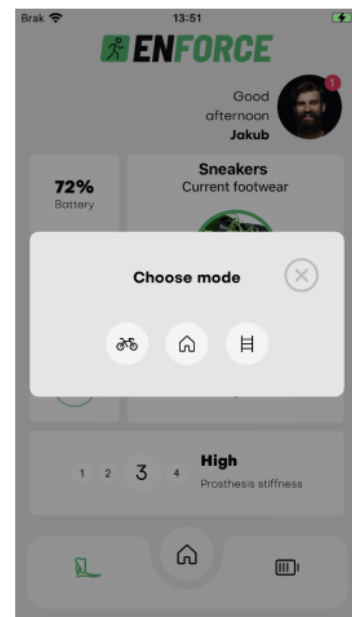 Brak 13:51
ENFORCE
1
Good
afternoon
Jakub
72%
Battery
Sneakers
Current footwear
Choose mode
1 2 3 4
High
Prosthesis stiffness